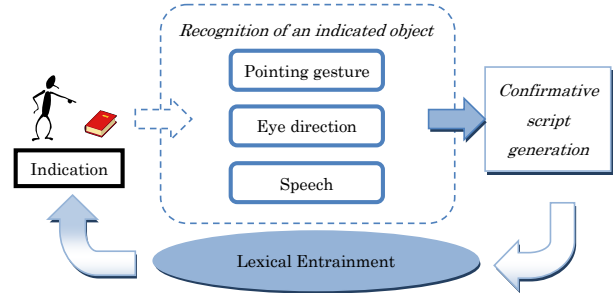 Recognition of an indicated object
Pointing gesture
Eye direction
Speech
Indication
Confirmative
script
generation
Lexical Entrainment